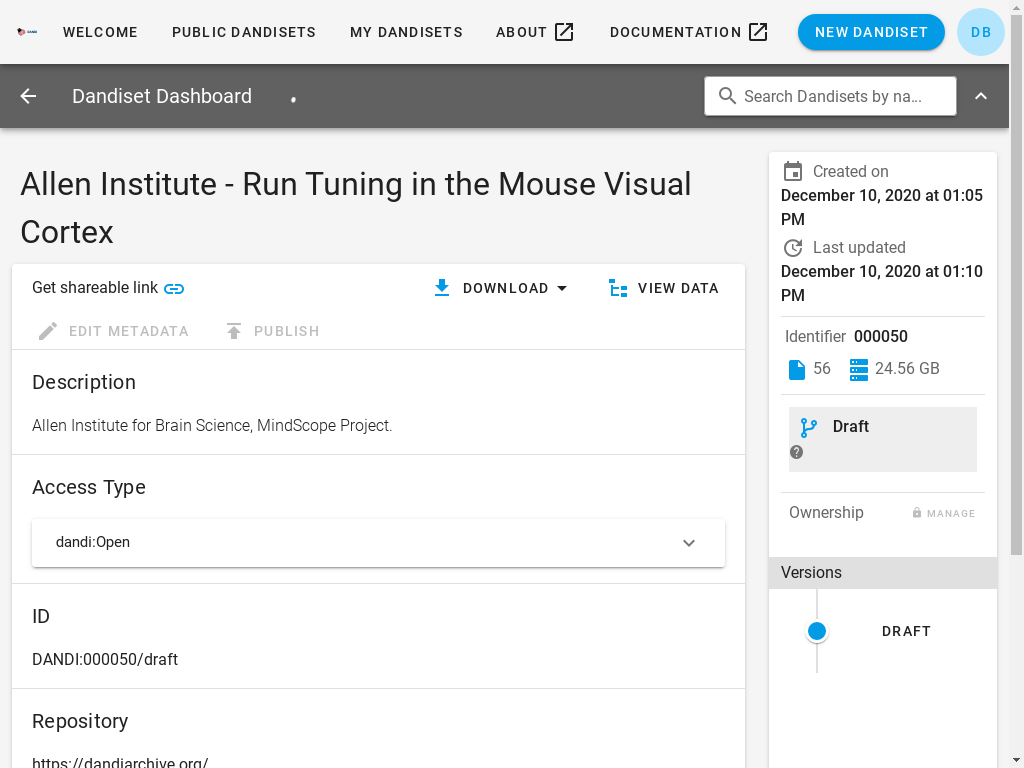 WELCOME
PUBLIC DANDISETS
MY DANDISETS
ABOUT
DOCUMENTATION
NEW DANDISET
DB
Dandiset Dashboard
Search Dandisets by na...
Allen Institute - Run Tuning in the Mouse Visual
Cortex
Get shareable link
DOWNLOAD
VIEW DATA
EDIT METADATA
PUBLISH
Description
Allen Institute for Brain Science, MindScope Project.
Access Type
dandi:Open
ID
DANDI:000050/draft
Repository
https://dandiarchive.org/
Created on
December 10, 2020 at 01:05
PM
Last updated
December 10, 2020 at 01:10
PM
Identifier 000050
56
24.56 GB
Draft
Ownership
MANAGE
Versions
DRAFT